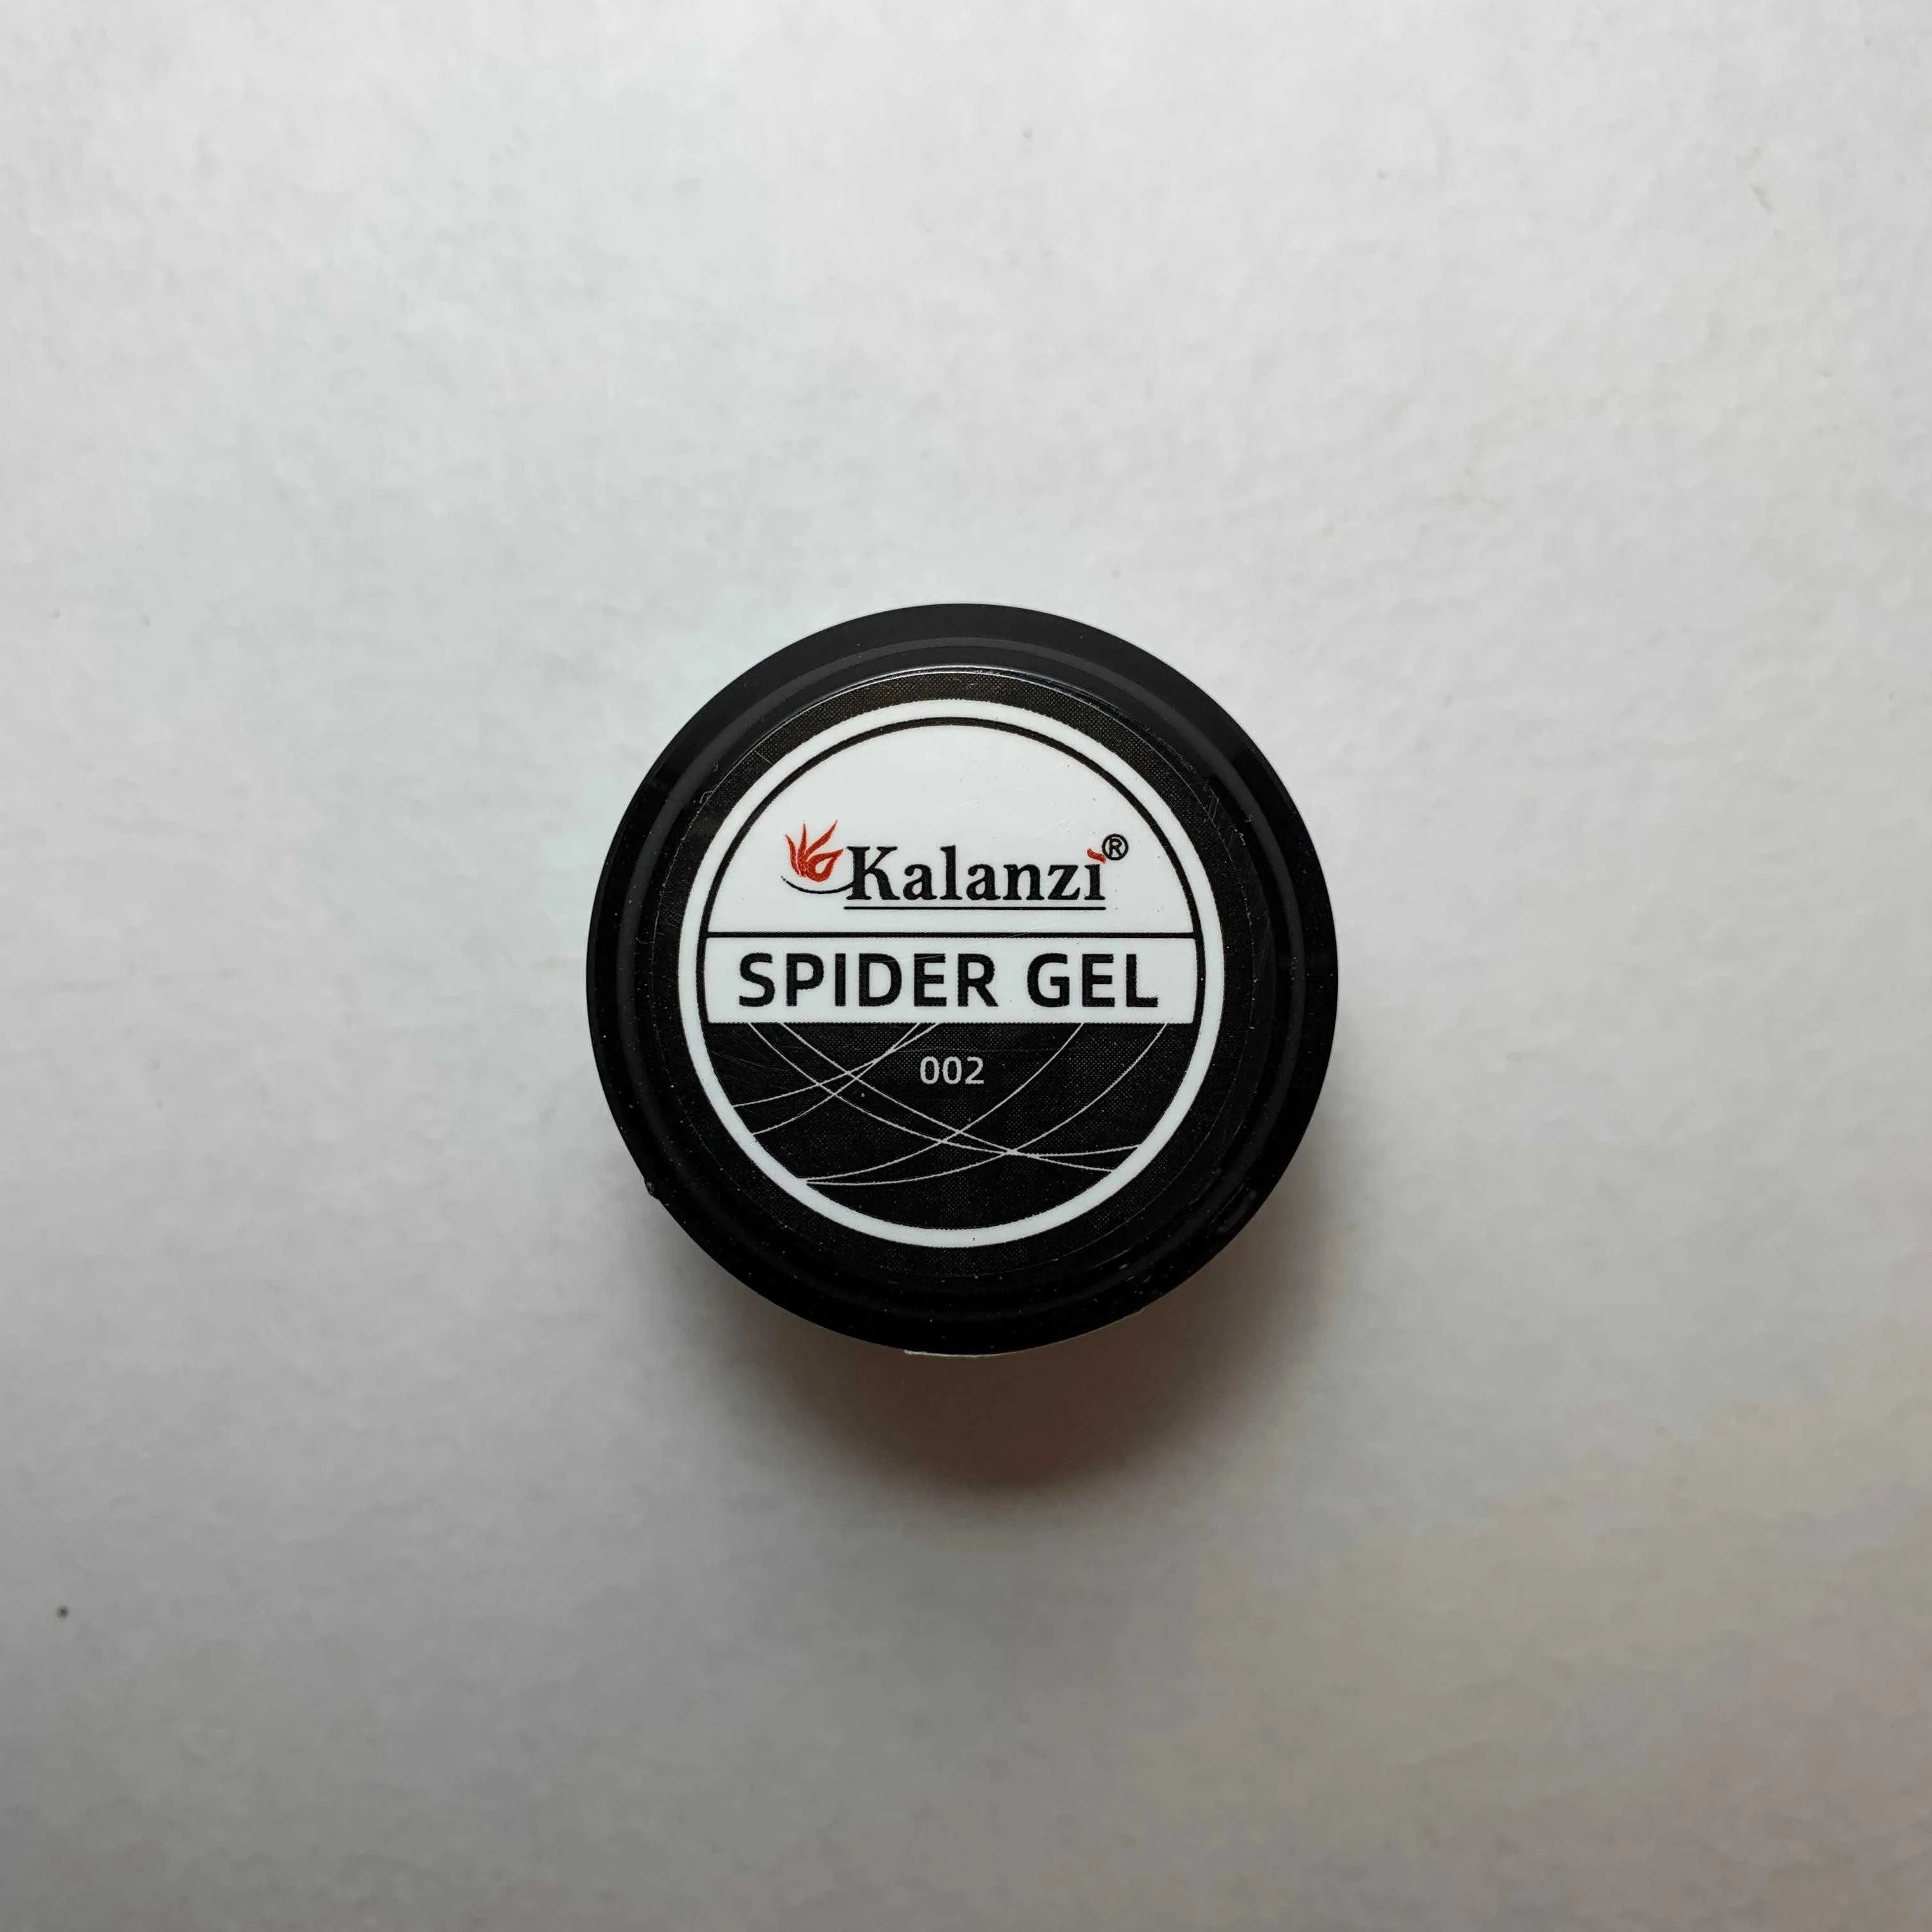 Kalanzi®
SPIDER GEL
002